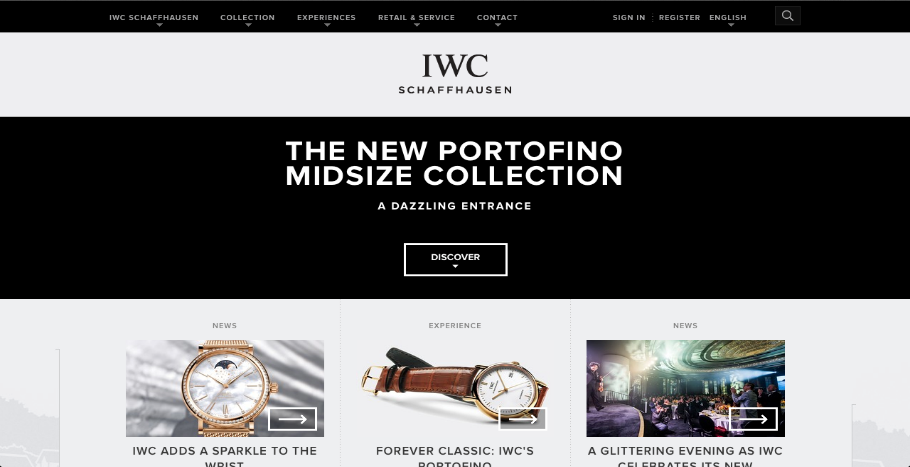 IWC SCHAFFHAUSEN
COLLECTION
EXPERIENCES
RETAIL & SERVICE
CONTACT
SIGN IN
REGISTER
ENGLISH
IWC
SCHAFFHAUSEN
THE NEW PORTOFINO
MIDSIZE COLLECTION
A DAZZLING ENTRANCE
DISCOVER
NEWS
IWC ADDS A SPARKLE TO THE
WRIST
EXPERIENCE
FOREVER CLASSIC: IWC'S
PORTOFINO
NEWS
A GLITTERING EVENING AS IWC
CELEBRATES ITS NEW